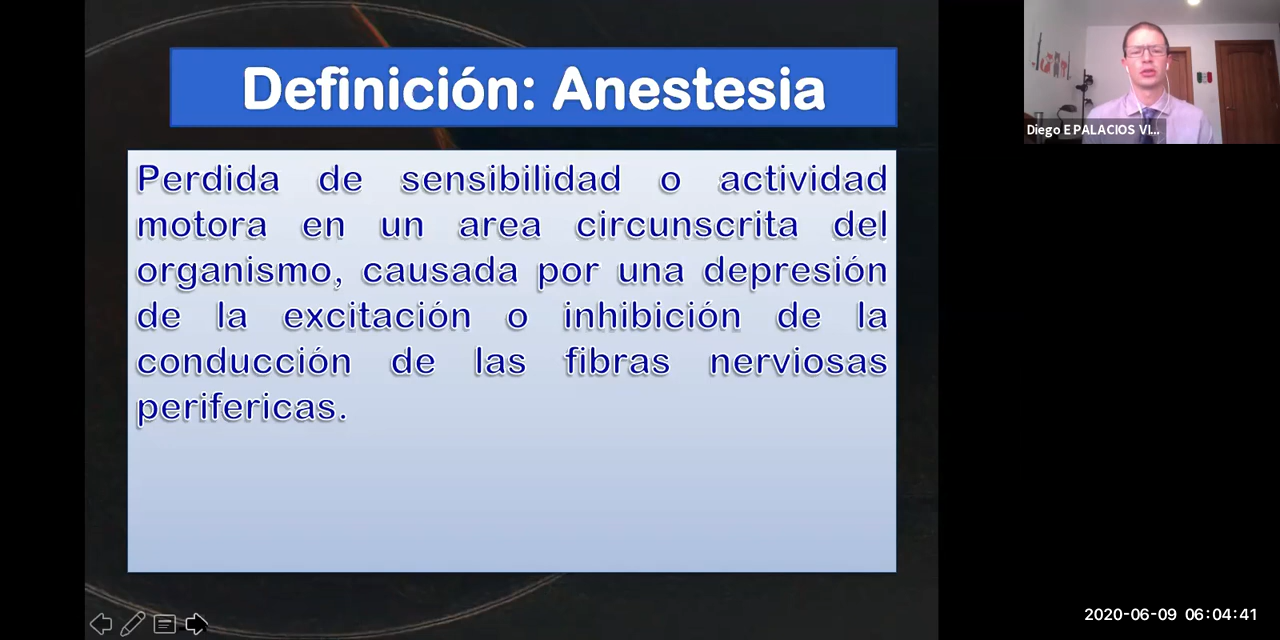 Definición: Anestesia
Perdida de sensibilidad o actividad
motora en un area circunscrita del
organismo, causada por una depresión
de la excitación o inhibición de la
conducción de las fibras nerviosas
perifericas.
Diego E PALACIOS VI...
2020-06-09 06:04:41